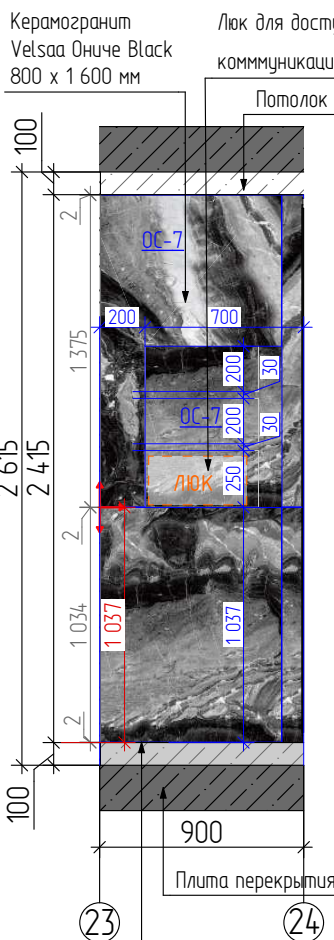 Керамогранит
Velsaa Ониче Black
800 х 1 600 мм
Люк для дост
комммуникаци
Потолок
100
2
ОС-7
200
700
1 375
200
30
ОС-7
200
30
2 615
2 415
люк
250
2
1 034
1 037
1 037
2
100
900
Плита перекрытия
23
24